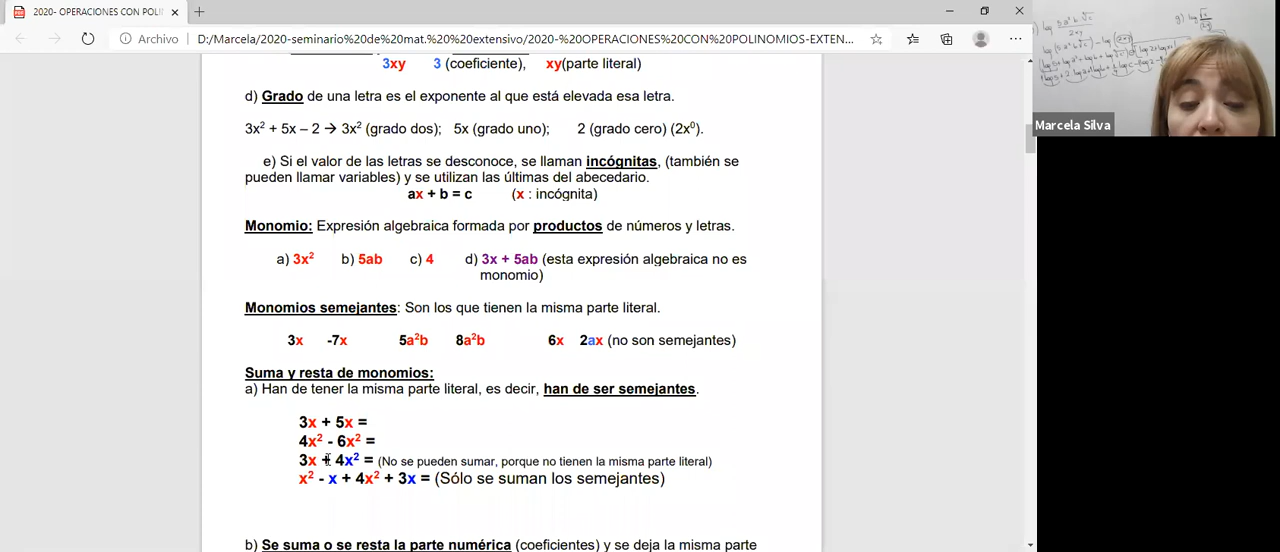 2020- OPERACIONES CON POLIN
Archivo
D:/Marcela/2020-seminario%20de%20mat.%20extensivo/2020-%20OPERACIONES%20CON%20POLINOMIOS-EXTEN...
3xy 3 (coeficiente), xy(parte literal)
d) Grado de una letra es el exponente al que está elevada esa letra.
3x² + 5x – 2 → 3x² (grado dos); 5x (grado uno); 2 (grado cero) (2x⁰).
e) Si el valor de las letras se desconoce, se llaman incógnitas, (también se
pueden llamar variables) y se utilizan las últimas del abecedario.
ax + b = c (x : incógnita)
Monomio: Expresión algebraica formada por productos de números y letras.
a) 3x² b) 5ab c) 4 d) 3x + 5ab (esta expresión algebraica no es
monomio)
Monomios semejantes: Son los que tienen la misma parte literal.
3x -7x 5a²b 8a²b 6x 2ax (no son semejantes)
Suma y resta de monomios:
a) Han de tener la misma parte literal, es decir, han de ser semejantes.
3x + 5x =
4x² - 6x² =
3x + 4x² = (No se pueden sumar, porque no tienen la misma parte literal)
x² - x + 4x² + 3x = (Sólo se suman los semejantes)
b) Se suma o se resta la parte numérica (coeficientes) y se deja la misma parte
Marcela Silva